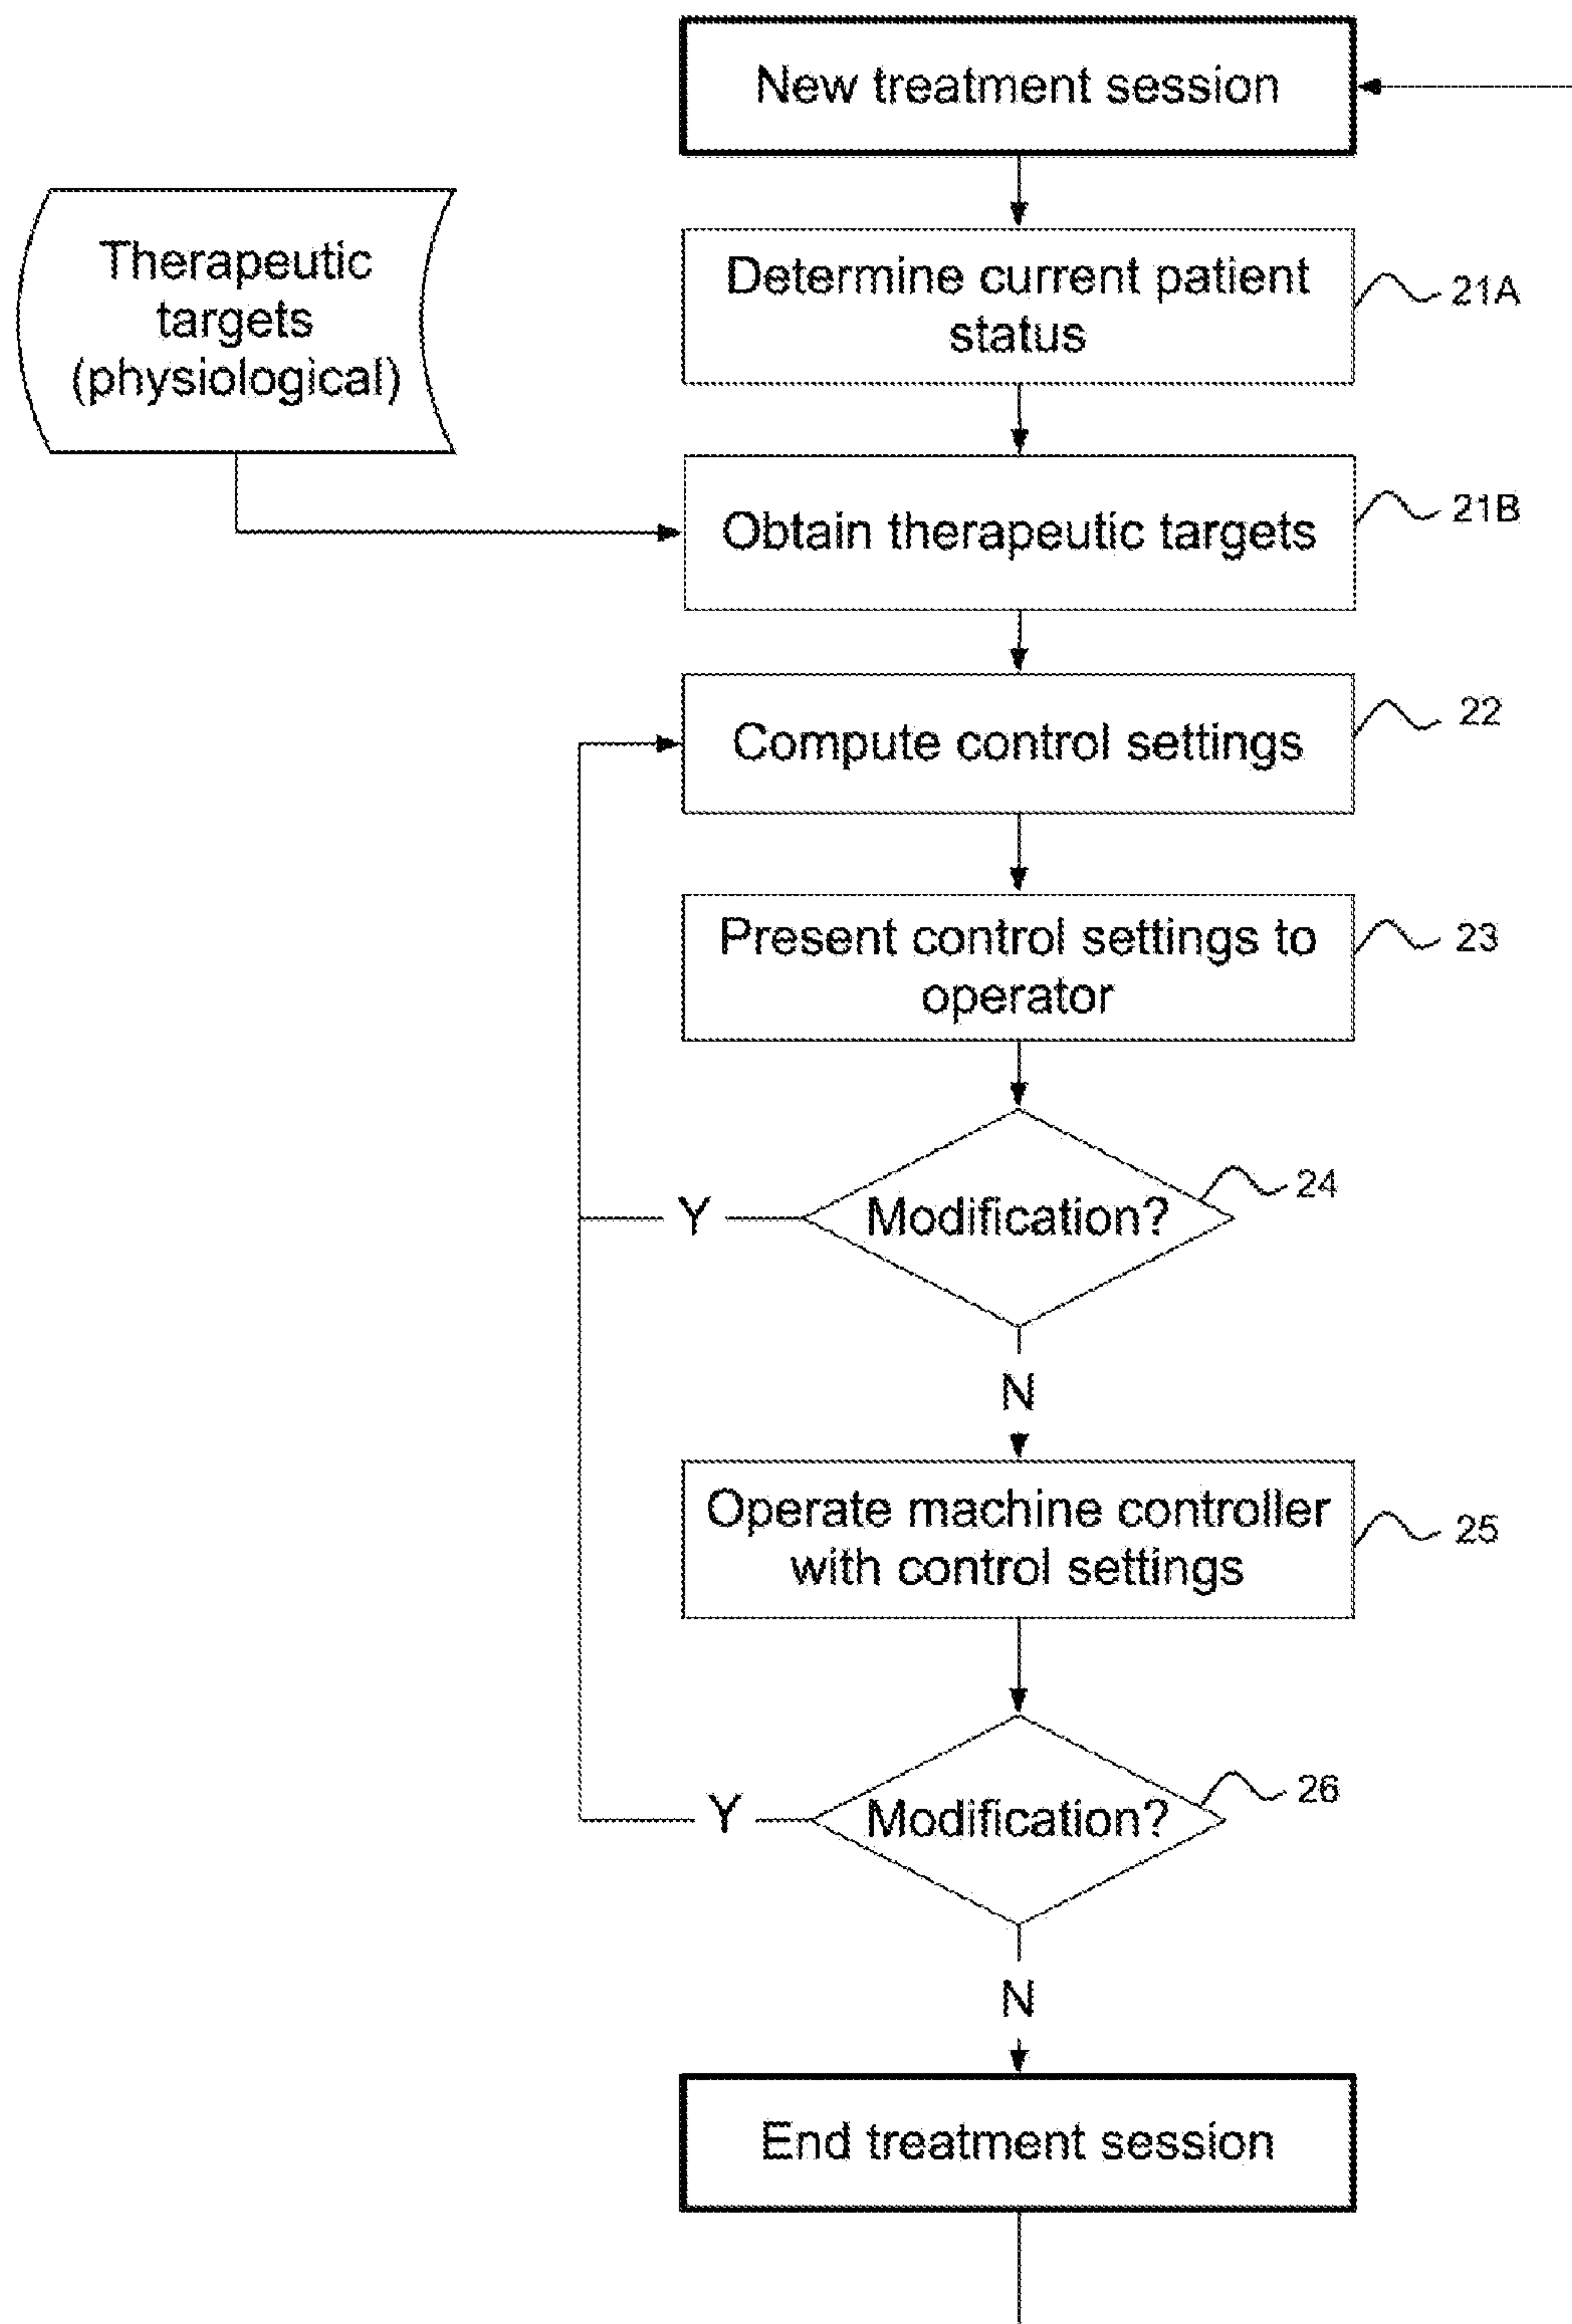 New treatment session
Therapeutic
targets
(physiological)
Determine current patient
status
21A
Obtain therapeutic targets
21B
Compute control settings
22
Present control settings to
operator
23
Modification?
24
Y
N
Operate machine controller
with control settings
25
Modification?
26
Y
N
End treatment session